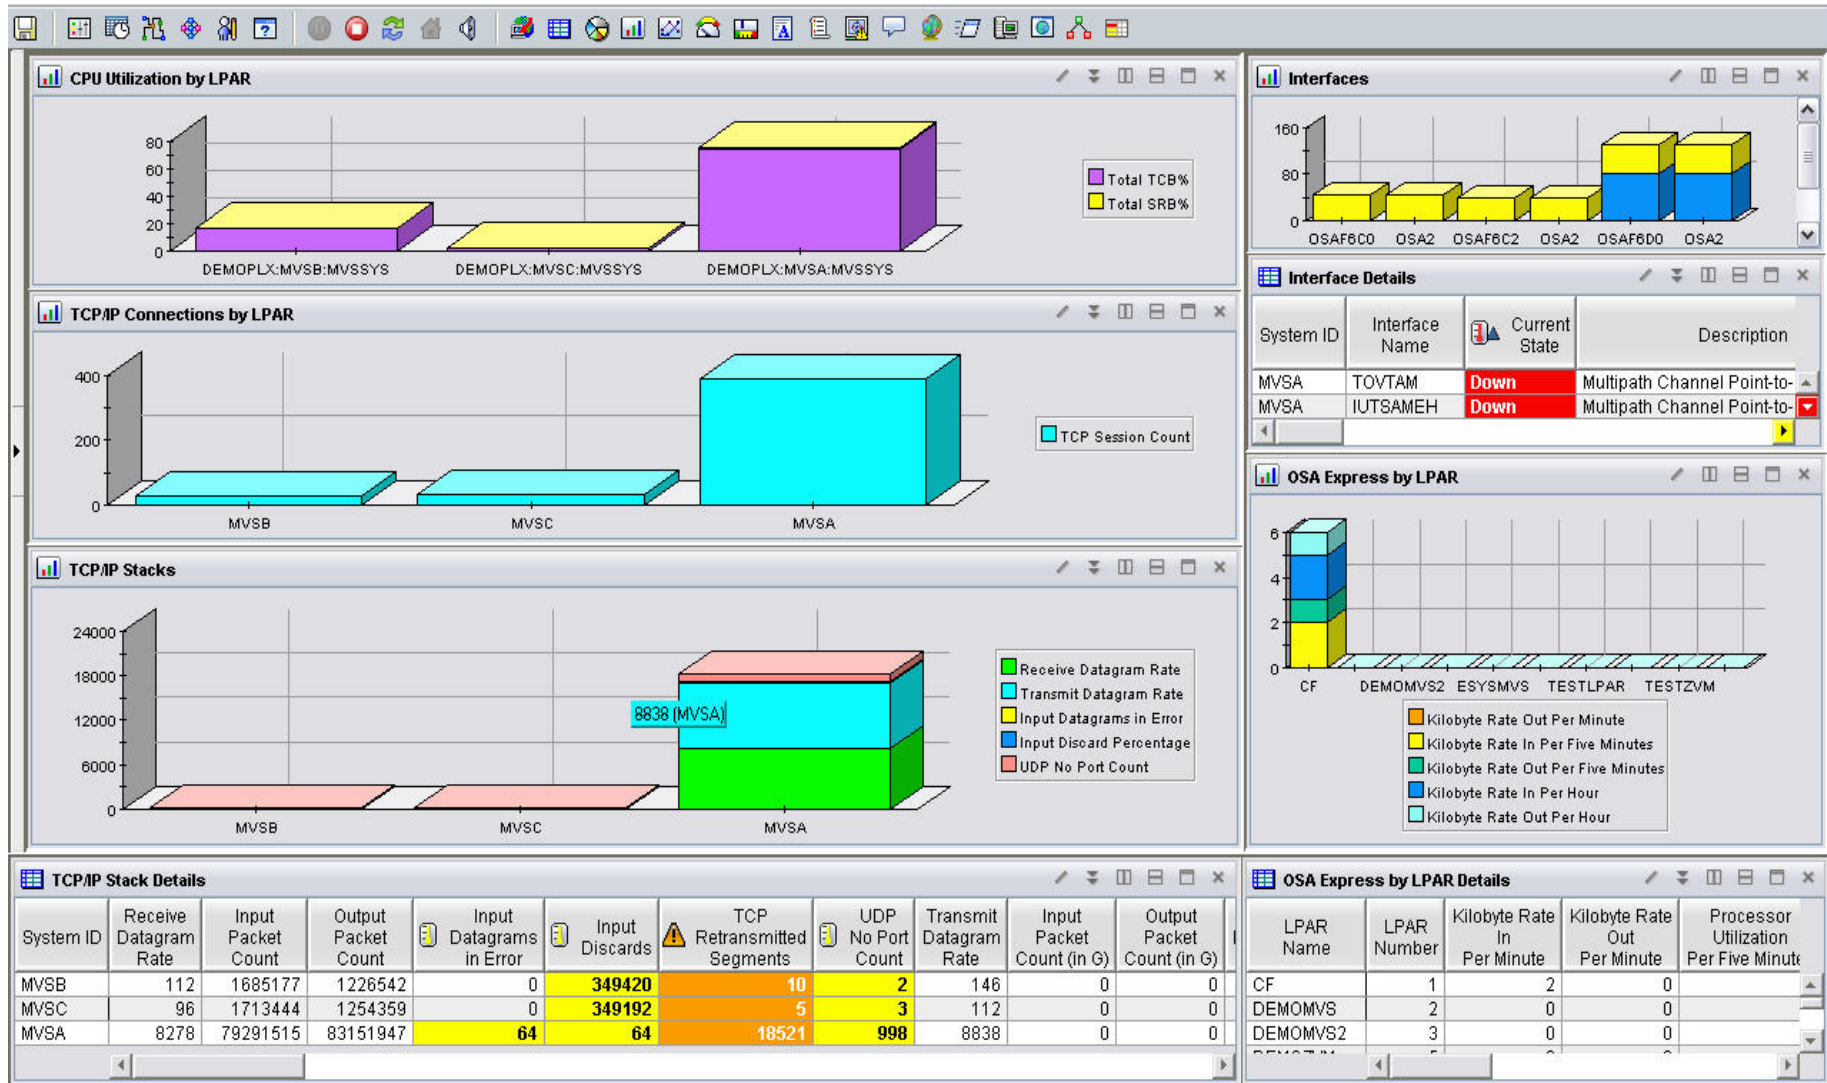 CPU Utilization by LPAR
80
60
40
20
0
DEMOPLX:MVSB:MVSSYS
DEMOPLX:MVSC:MVSSYS
DEMOPLX:MVSA:MVSSYS
Total TCB%
Total SRB%
TCP/IP Connections by LPAR
400
200
0
MVSB
MVSC
MVSA
TCP Session Count
TCP/IP Stacks
24000
18000
12000
6000
0
8838 (MVSA)
MVSB
MVSC
MVSA
Receive Datagram Rate
Transmit Datagram Rate
Input Datagrams in Error
Input Discard Percentage
UDP No Port Count
Interfaces
160
80
0
OSAF6C0 OSA2 OSAF6C2 OSA2 OSAF6D0 OSA2
Interface Details
System ID Interface Name Current State Description
MVSA TOVTAM Down Multipath Channel Point-to-
MVSA IUTSAMEH Down Multipath Channel Point-to-
OSA Express by LPAR
6
4
2
0
CF DEMOMVS2 ESYSMVS TESTLPAR TESTZVM
Kilobyte Rate Out Per Minute
Kilobyte Rate In Per Five Minutes
Kilobyte Rate Out Per Five Minutes
Kilobyte Rate In Per Hour
Kilobyte Rate Out Per Hour
TCP/IP Stack Details
System ID Receive Datagram Rate Input Packet Count Output Packet Count Input Datagrams in Error Input Discards TCP Retransmitted Segments UDP No Port Count Transmit Datagram Rate Input Packet Count (in G) Output Packet Count (in G)
MVSB 112 1685177 1226542 0 349420 10 2 146 0 0
MVSC 96 1713444 1254359 0 349192 5 3 112 0 0
MVSA 8278 79291515 83151947 64 64 18521 998 8838 0 0
OSA Express by LPAR Details
LPAR Name LPAR Number Kilobyte Rate In Per Minute Kilobyte Rate Out Per Minute Processor Utilization Per Five Minute
CF 1 2 0
DEMOMVS 2 0 0
DEMOMVS2 3 0 0